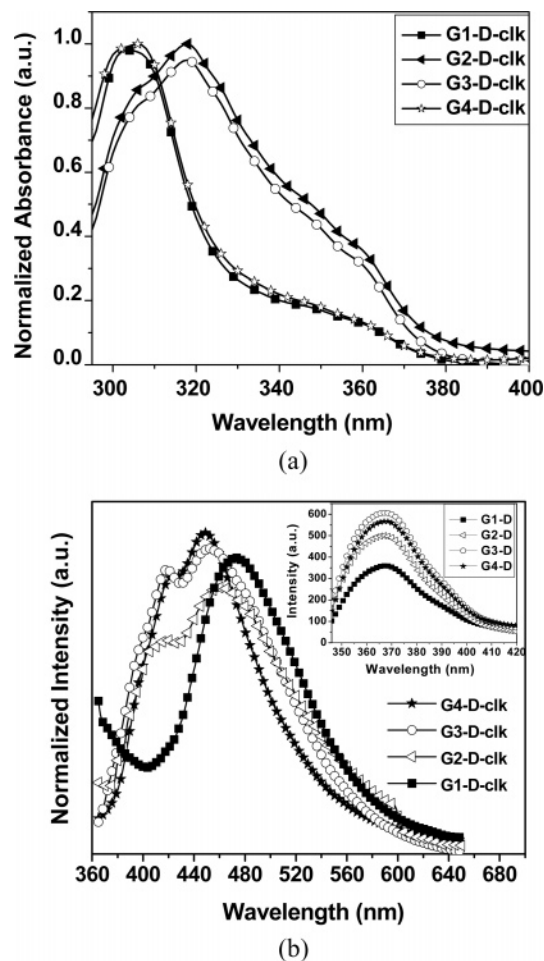 (a)
G1-D-clk
G2-D-clk
G3-D-clk
G4-D-clk
Normalized Absorbance (a.u.)
1.0
0.8
0.6
0.4
0.2
0.0
300 320 340 360 380 400
Wavelength (nm)
(a)
Normalized Intensity (a.u.)
Intensity (a.u.)
600
500
400
300
200
100
0
G1-D
G2-D
G3-D
G4-D
350 360 370 380 390 400 410 420
Wavelength (nm)
G4-D-clk
G3-D-clk
G2-D-clk
G1-D-clk
360 400 440 480 520 560 600 640 680
Wavelength (nm)
(b)